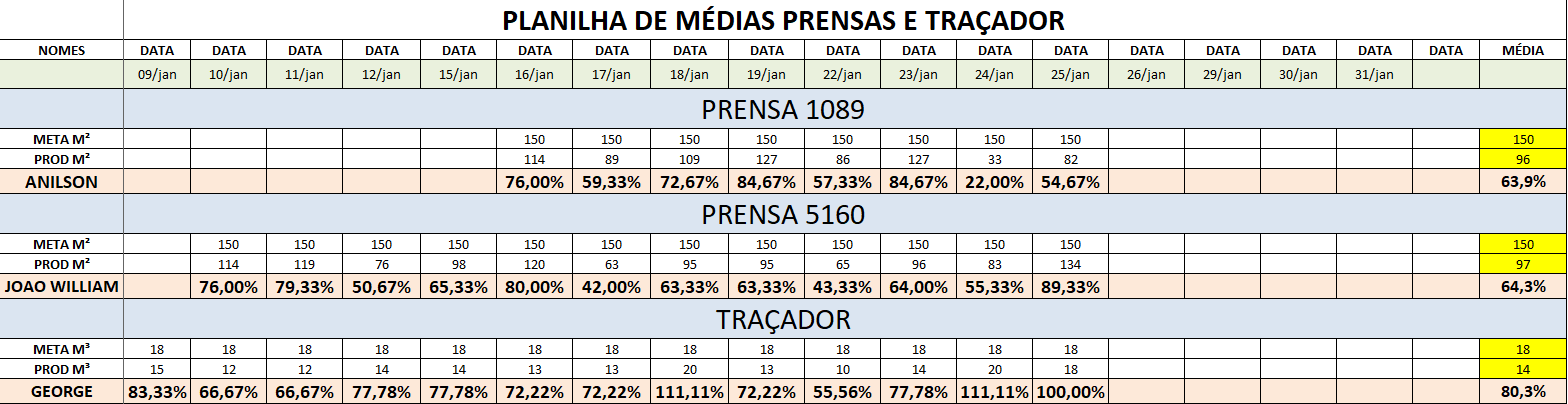 PLANILHA DE MÉDIAS PRENSAS E TRAÇADOR
NOMES DATA DATA DATA DATA DATA DATA DATA DATA DATA DATA DATA DATA DATA DATA DATA DATA DATA DATA MÉDIA
09/jan 10/jan 11/jan 12/jan 15/jan 16/jan 17/jan 18/jan 19/jan 22/jan 23/jan 24/jan 25/jan 26/jan 29/jan 30/jan 31/jan
PRENSA 1089
META M² 150 150 150 150 150 150 150 150 150
PROD M² 114 89 109 127 86 127 33 82 96
ANILSON 76,00% 59,33% 72,67% 84,67% 57,33% 84,67% 22,00% 54,67% 63,9%
PRENSA 5160
META M² 150 150 150 150 150 150 150 150 150 150 150 150 150
PROD M² 114 119 76 98 120 63 95 95 65 96 83 134 97
JOAO WILLIAM 76,00% 79,33% 50,67% 65,33% 80,00% 42,00% 63,33% 63,33% 43,33% 64,00% 55,33% 89,33% 64,3%
TRAÇADOR
META M³ 18 18 18 18 18 18 18 18 18 18 18 18 18 18
PROD M³ 15 12 12 14 14 13 13 20 13 10 14 20 18 14
GEORGE 83,33% 66,67% 66,67% 77,78% 77,78% 72,22% 72,22% 111,11% 72,22% 55,56% 77,78% 111,11% 100,00% 80,3%